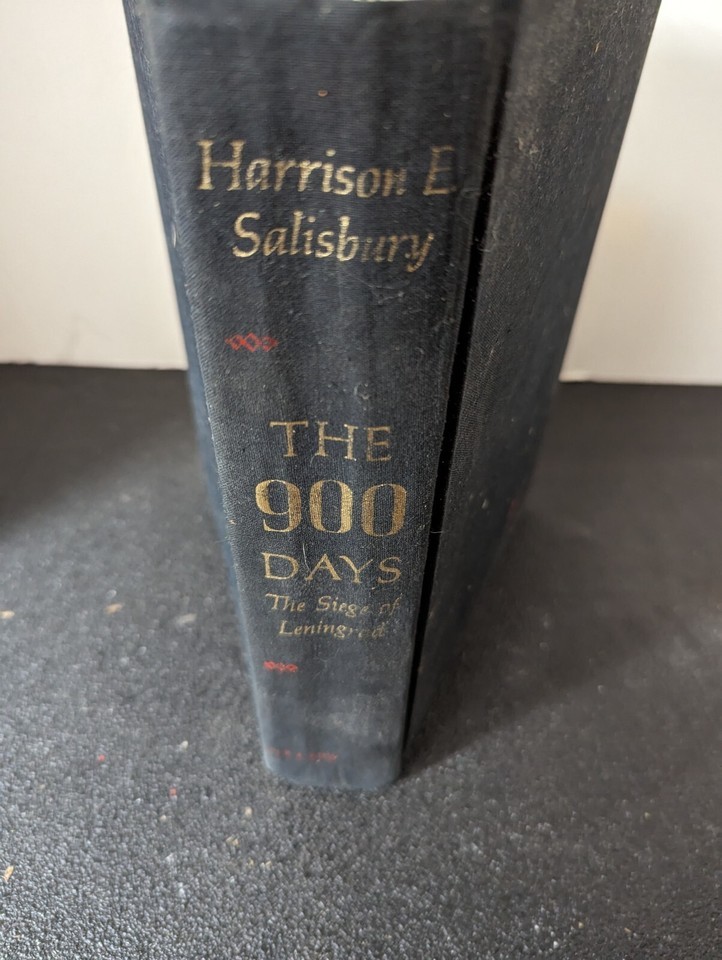 Harrison E.
Salisbury
THE
900
DAYS
The Siege of
Leningrad